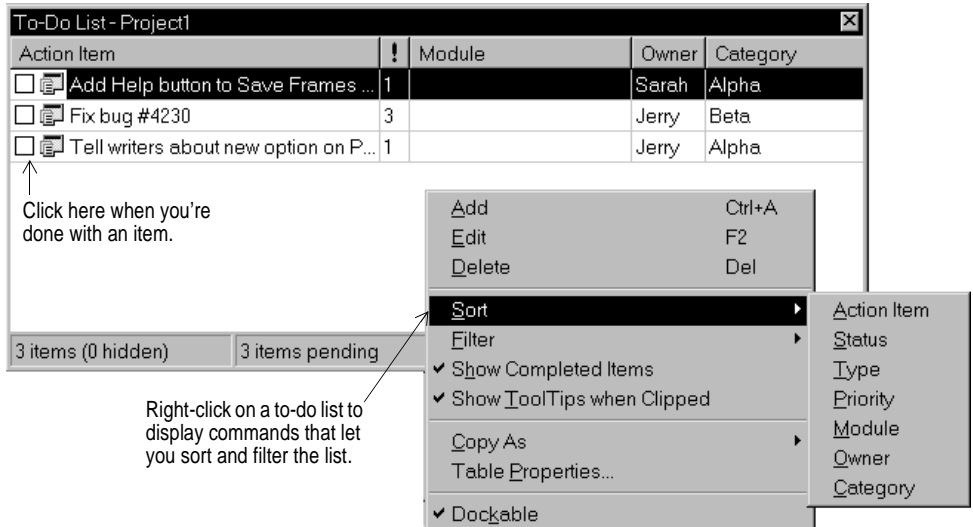 To-Do List - Project1
Action Item ! Module Owner Category
Add Help button to Save Frames ... 1 Sarah Alpha
Fix bug #4230 3 Jerry Beta
Tell writers about new option on P... 1 Jerry Alpha
Click here when you're
done with an item.
Add Ctrl+A
Edit F2
Delete Del
Sort
Filter
Show Completed Items
Show ToolTips when Clipped
Copy As
Table Properties...
Dockable
Action Item
Status
Type
Priority
Module
Owner
Category
3 items (0 hidden) 3 items pending
Right-click on a to-do list to
display commands that let
you sort and filter the list.